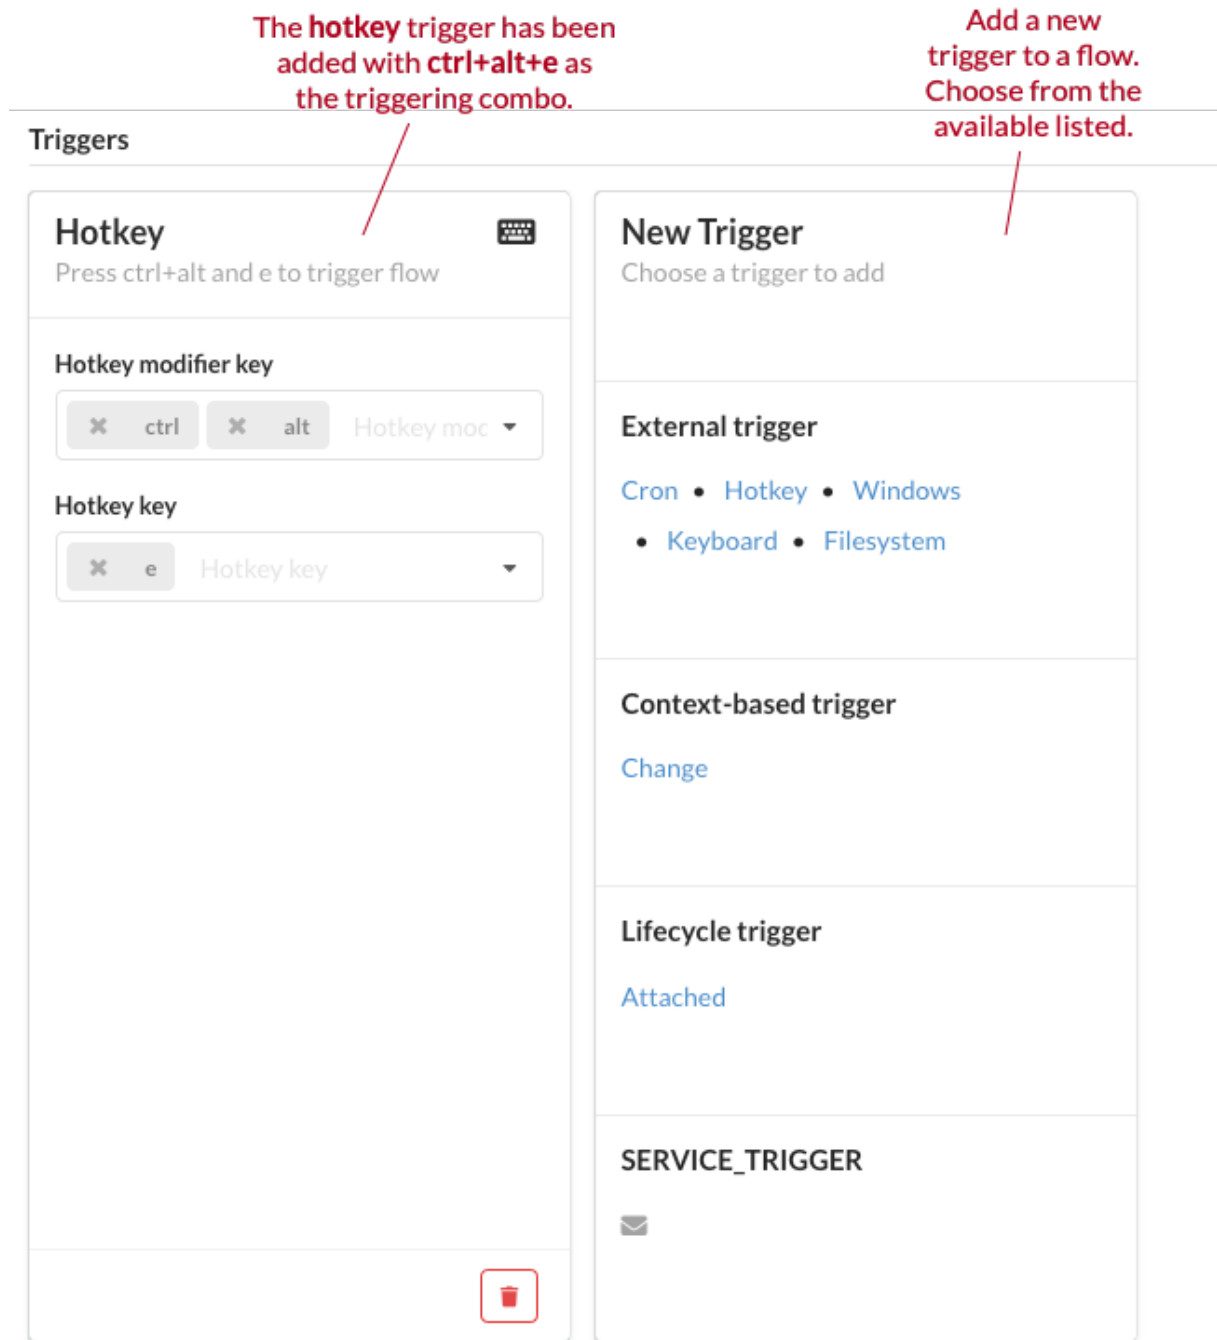 The hotkey trigger has been
added with ctrl+alt+e as
the triggering combo.
Add a new
trigger to a flow.
Choose from the
available listed.
Triggers
Hotkey
Press ctrl+alt and e to trigger flow
Hotkey modifier key
ctrl alt Hotkey moc
Hotkey key
e Hotkey key
New Trigger
Choose a trigger to add
External trigger
Cron • Hotkey • Windows
• Keyboard • Filesystem
Context-based trigger
Change
Lifecycle trigger
Attached
SERVICE_TRIGGER